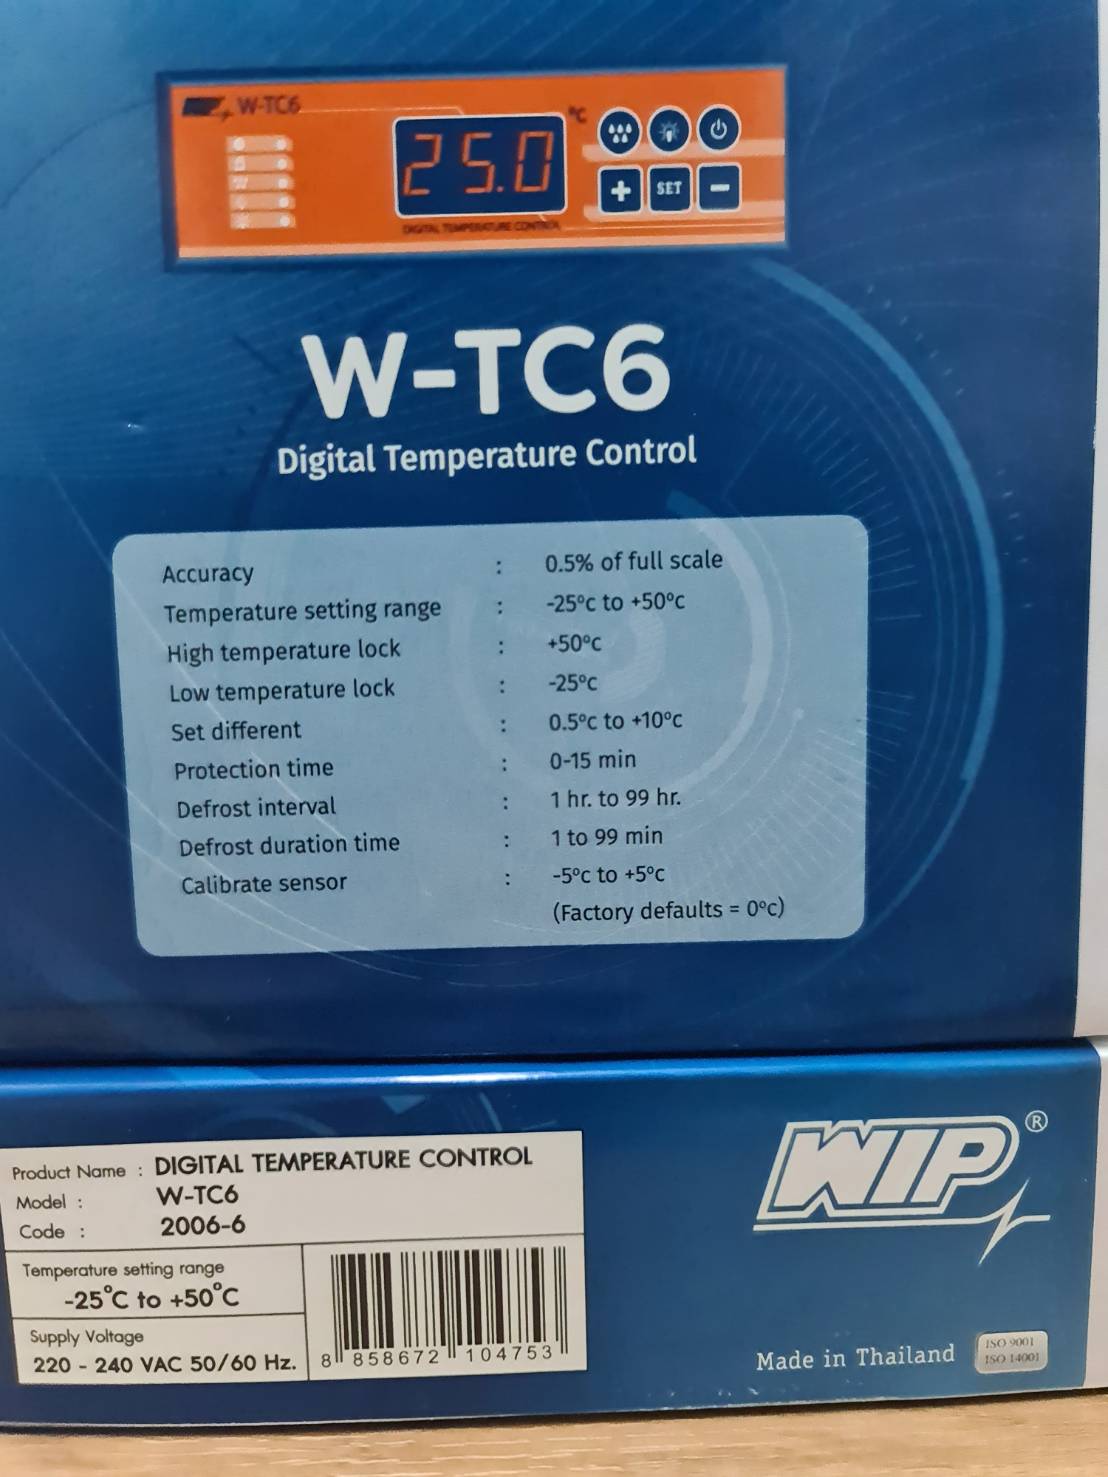 W-TC6
25.0 °C
SET
DIGITAL TEMPERATURE CONTROL
W-TC6
Digital Temperature Control
Accuracy : 0.5% of full scale
Temperature setting range : -25°c to +50°c
High temperature lock : +50°c
Low temperature lock : -25°c
Set different : 0.5°c to +10°c
Protection time : 0-15 min
Defrost interval : 1 hr. to 99 hr.
Defrost duration time : 1 to 99 min
Calibrate sensor : -5°c to +5°c
(Factory defaults = 0°c)
Product Name : DIGITAL TEMPERATURE CONTROL
Model : W-TC6
Code : 2006-6
Temperature setting range
-25°C to +50°C
Supply Voltage
220 - 240 VAC 50/60 Hz.
8 858672 104753
WIP®
Made in Thailand
ISO 9001
ISO 14001